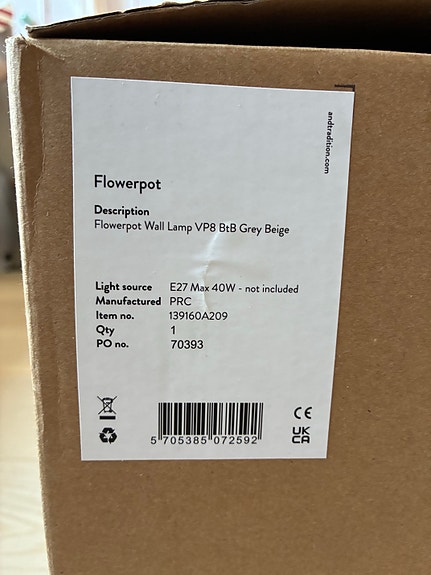 andtradition.com
Flowerpot
Description
Flowerpot Wall Lamp VP8 BtB Grey Beige
Light source E27 Max 40W - not included
Manufactured PRC
Item no. 139160A209
Qty 1
PO no. 70393
5 705385 072592
CE
UK
CA